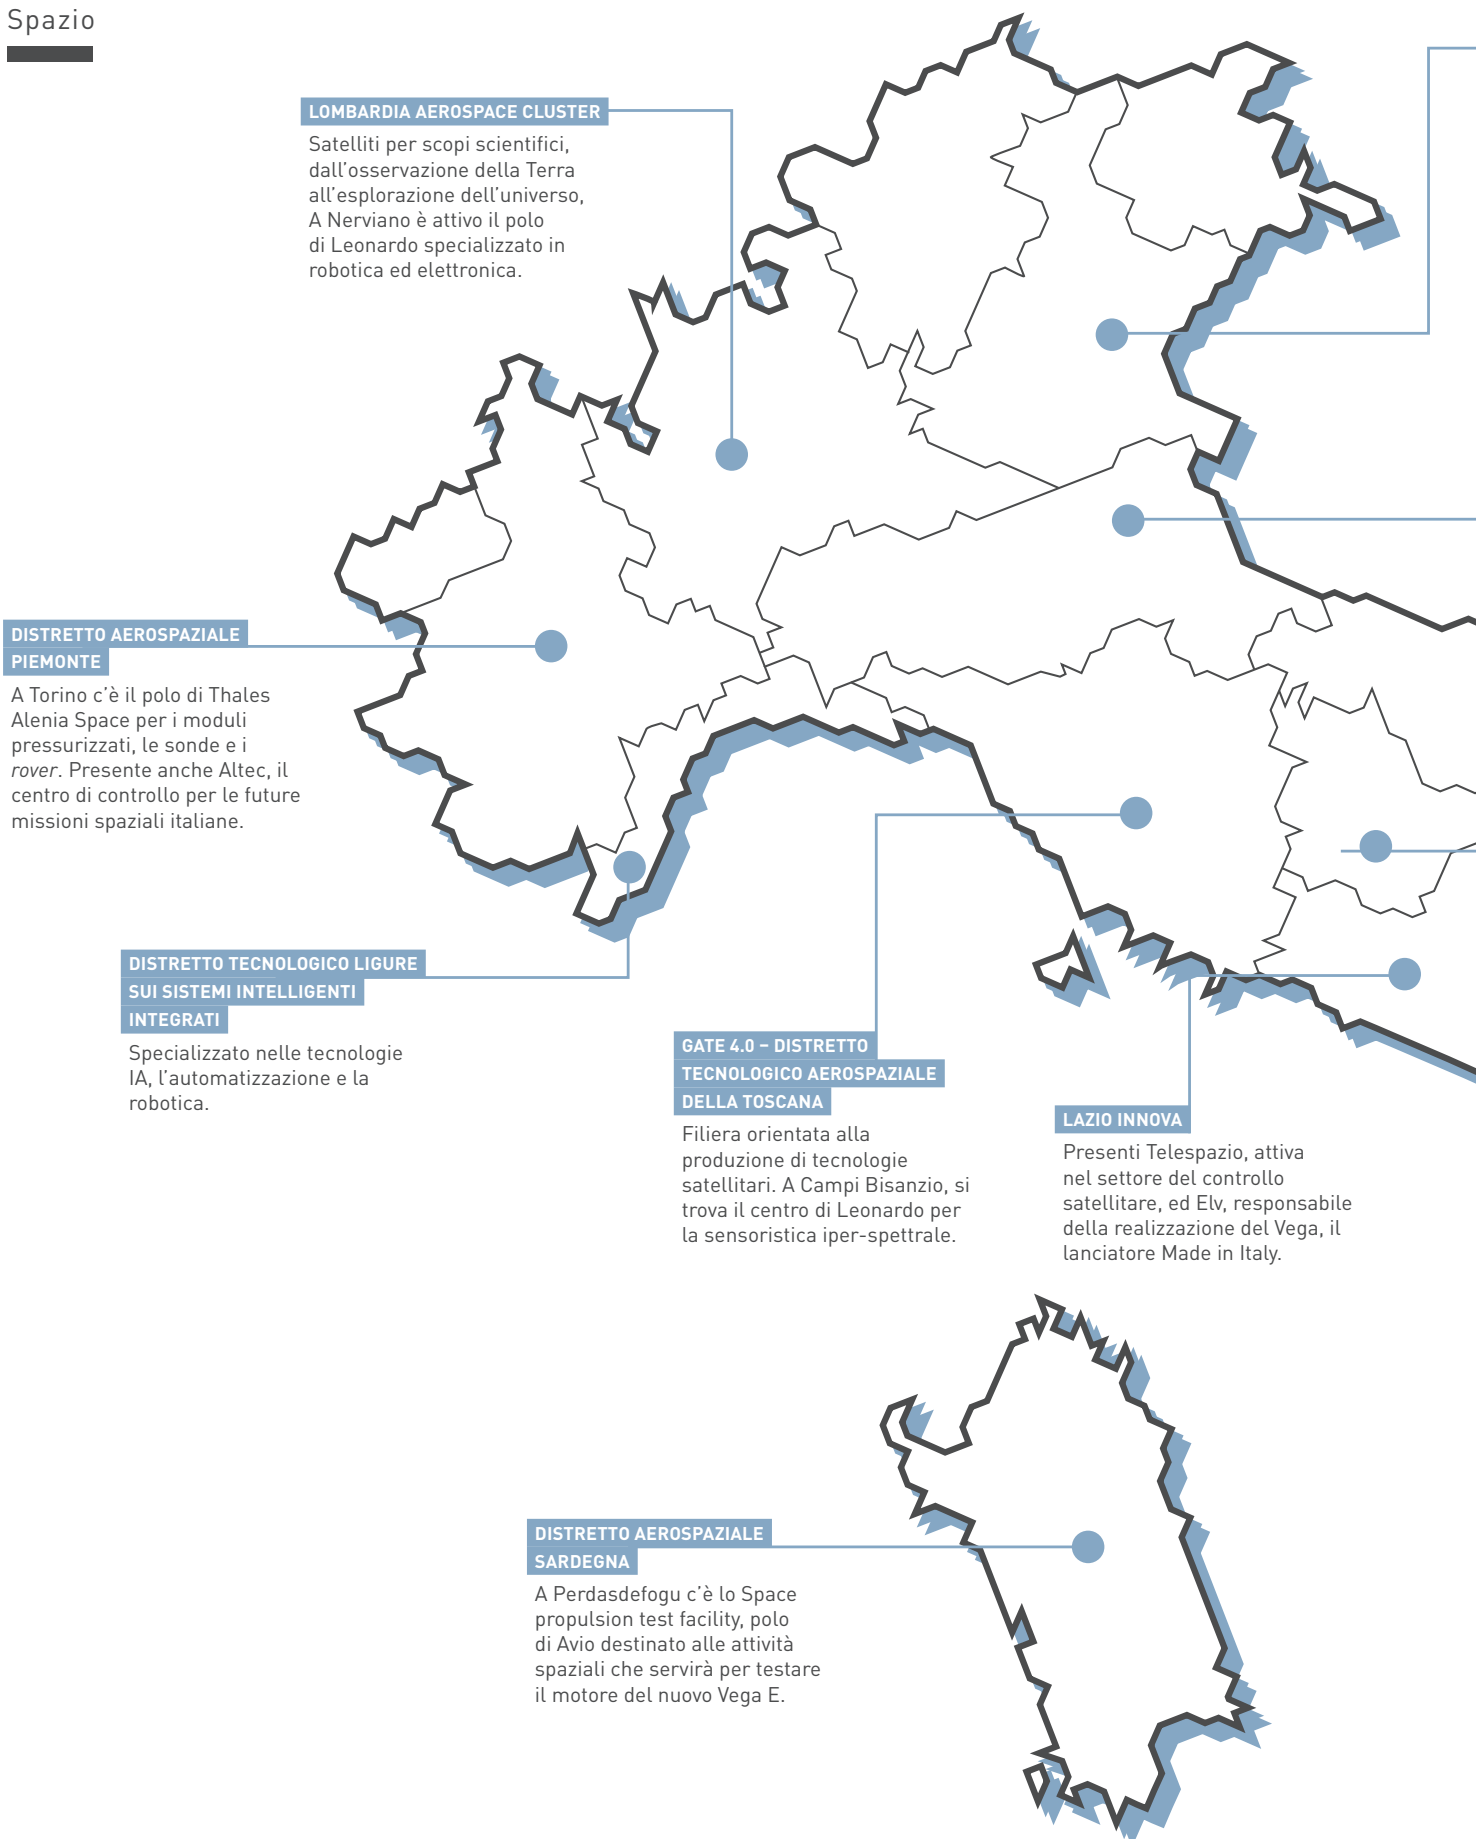 Spazio
LOMBARDIA AEROSPACE CLUSTER
Satelliti per scopi scientifici,
dall'osservazione della Terra
all'esplorazione dell'universo,
A Nerviano è attivo il polo
di Leonardo specializzato in
robotica ed elettronica.
DISTRETTO AEROSPAZIALE
PIEMONTE
A Torino c'è il polo di Thales
Alenia Space per i moduli
pressurizzati, le sonde e i
rover. Presente anche Altec, il
centro di controllo per le future
missioni spaziali italiane.
DISTRETTO TECNOLOGICO LIGURE
SUI SISTEMI INTELLIGENTI
INTEGRATI
Specializzato nelle tecnologie
IA, l'automatizzazione e la
robotica.
GATE 4.0 – DISTRETTO
TECNOLOGICO AEROSPAZIALE
DELLA TOSCANA
Filiera orientata alla
produzione di tecnologie
satellitari. A Campi Bisanzio, si
trova il centro di Leonardo per
la sensoristica iper-spettrale.
LAZIO INNOVA
Presenti Telespazio, attiva
nel settore del controllo
satellitare, ed Elv, responsabile
della realizzazione del Vega, il
lanciatore Made in Italy.
DISTRETTO AEROSPAZIALE
SARDEGNA
A Perdasdefogu c'è lo Space
propulsion test facility, polo
di Avio destinato alle attività
spaziali che servirà per testare
il motore del nuovo Vega E.